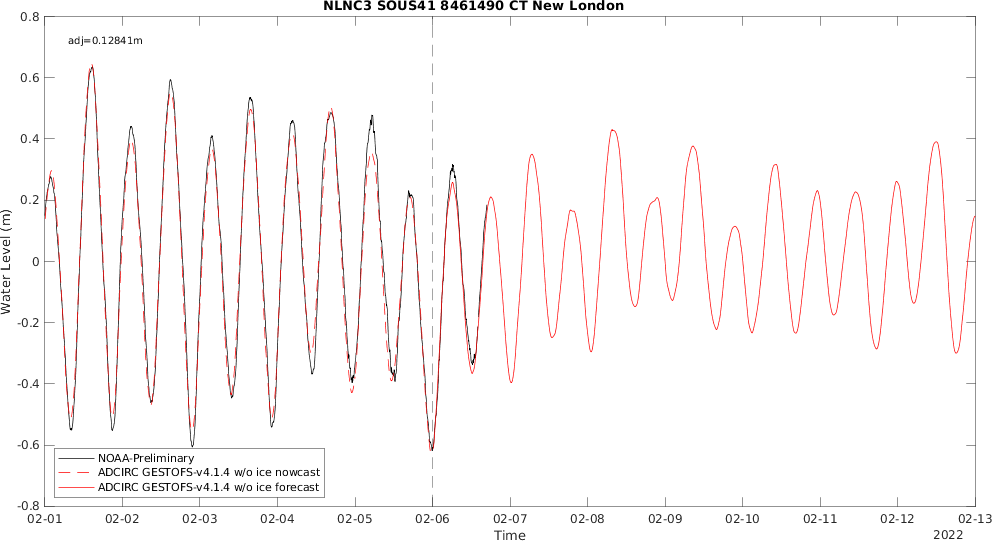 NLNC3 SOUS41 8461490 CT New London
adj=0.12841m
0.8
0.6
0.4
0.2
0
-0.2
-0.4
-0.6
-0.8
Water Level (m)
NOAA-Preliminary
ADCIRC GESTOFS-v4.1.4 w/o ice nowcast
ADCIRC GESTOFS-v4.1.4 w/o ice forecast
02-01 02-02 02-03 02-04 02-05 02-06 02-07 02-08 02-09 02-10 02-11 02-12 02-13
Time
2022